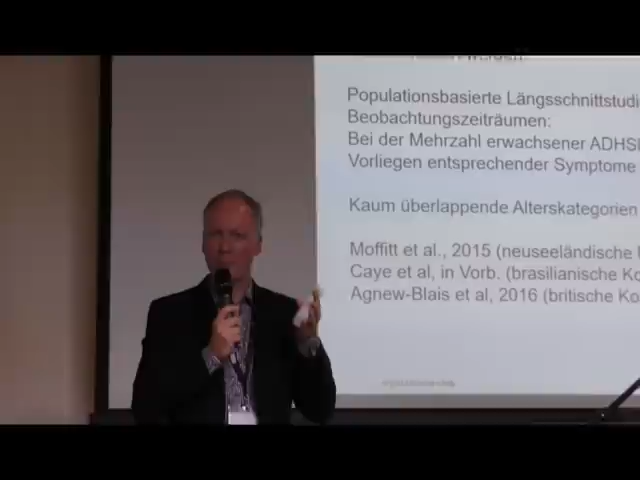 Populationsbasierte Längsschnittstudi
Beobachtungszeiträumen:
Bei der Mehrzahl erwachsener ADHS
Vorliegen entsprechender Symptome
Kaum überlappende Alterskategorien
Moffitt et al., 2015 (neuseeländische
Caye et al, in Vorb. (brasilianische Ko
Agnew-Blais et al, 2016 (britische Ko